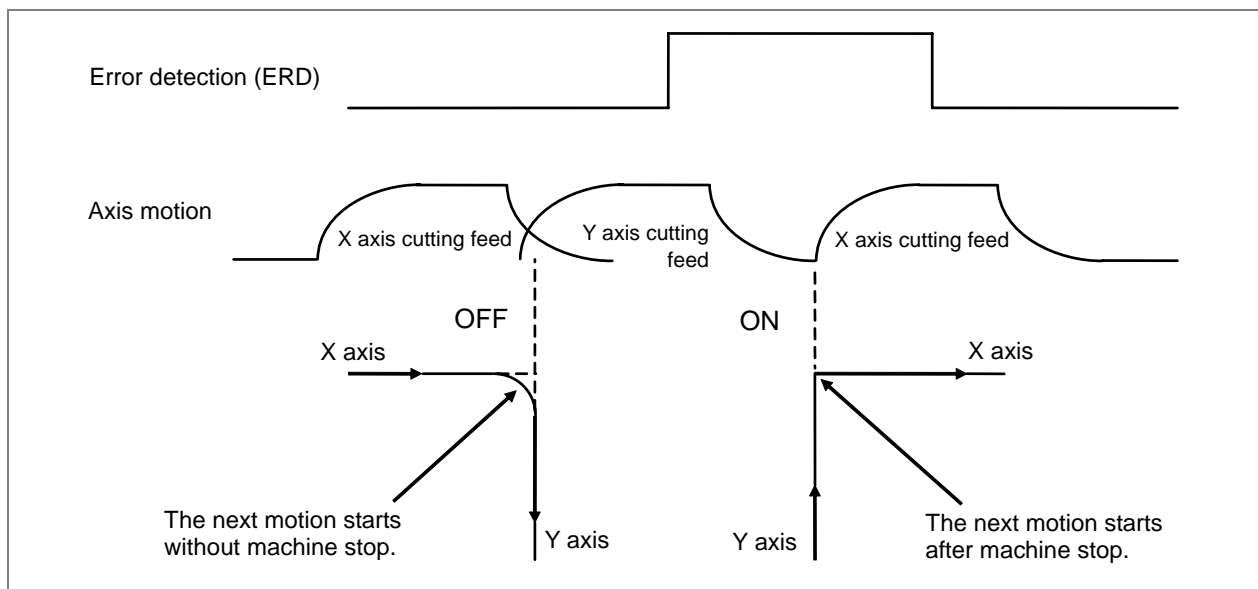 Error detection (ERD)
Axis motion
X axis cutting feed
Y axis cutting
feed
X axis cutting feed
OFF
ON
X axis
X axis
The next motion starts
without machine stop.
Y axis
Y axis
The next motion starts
after machine stop.